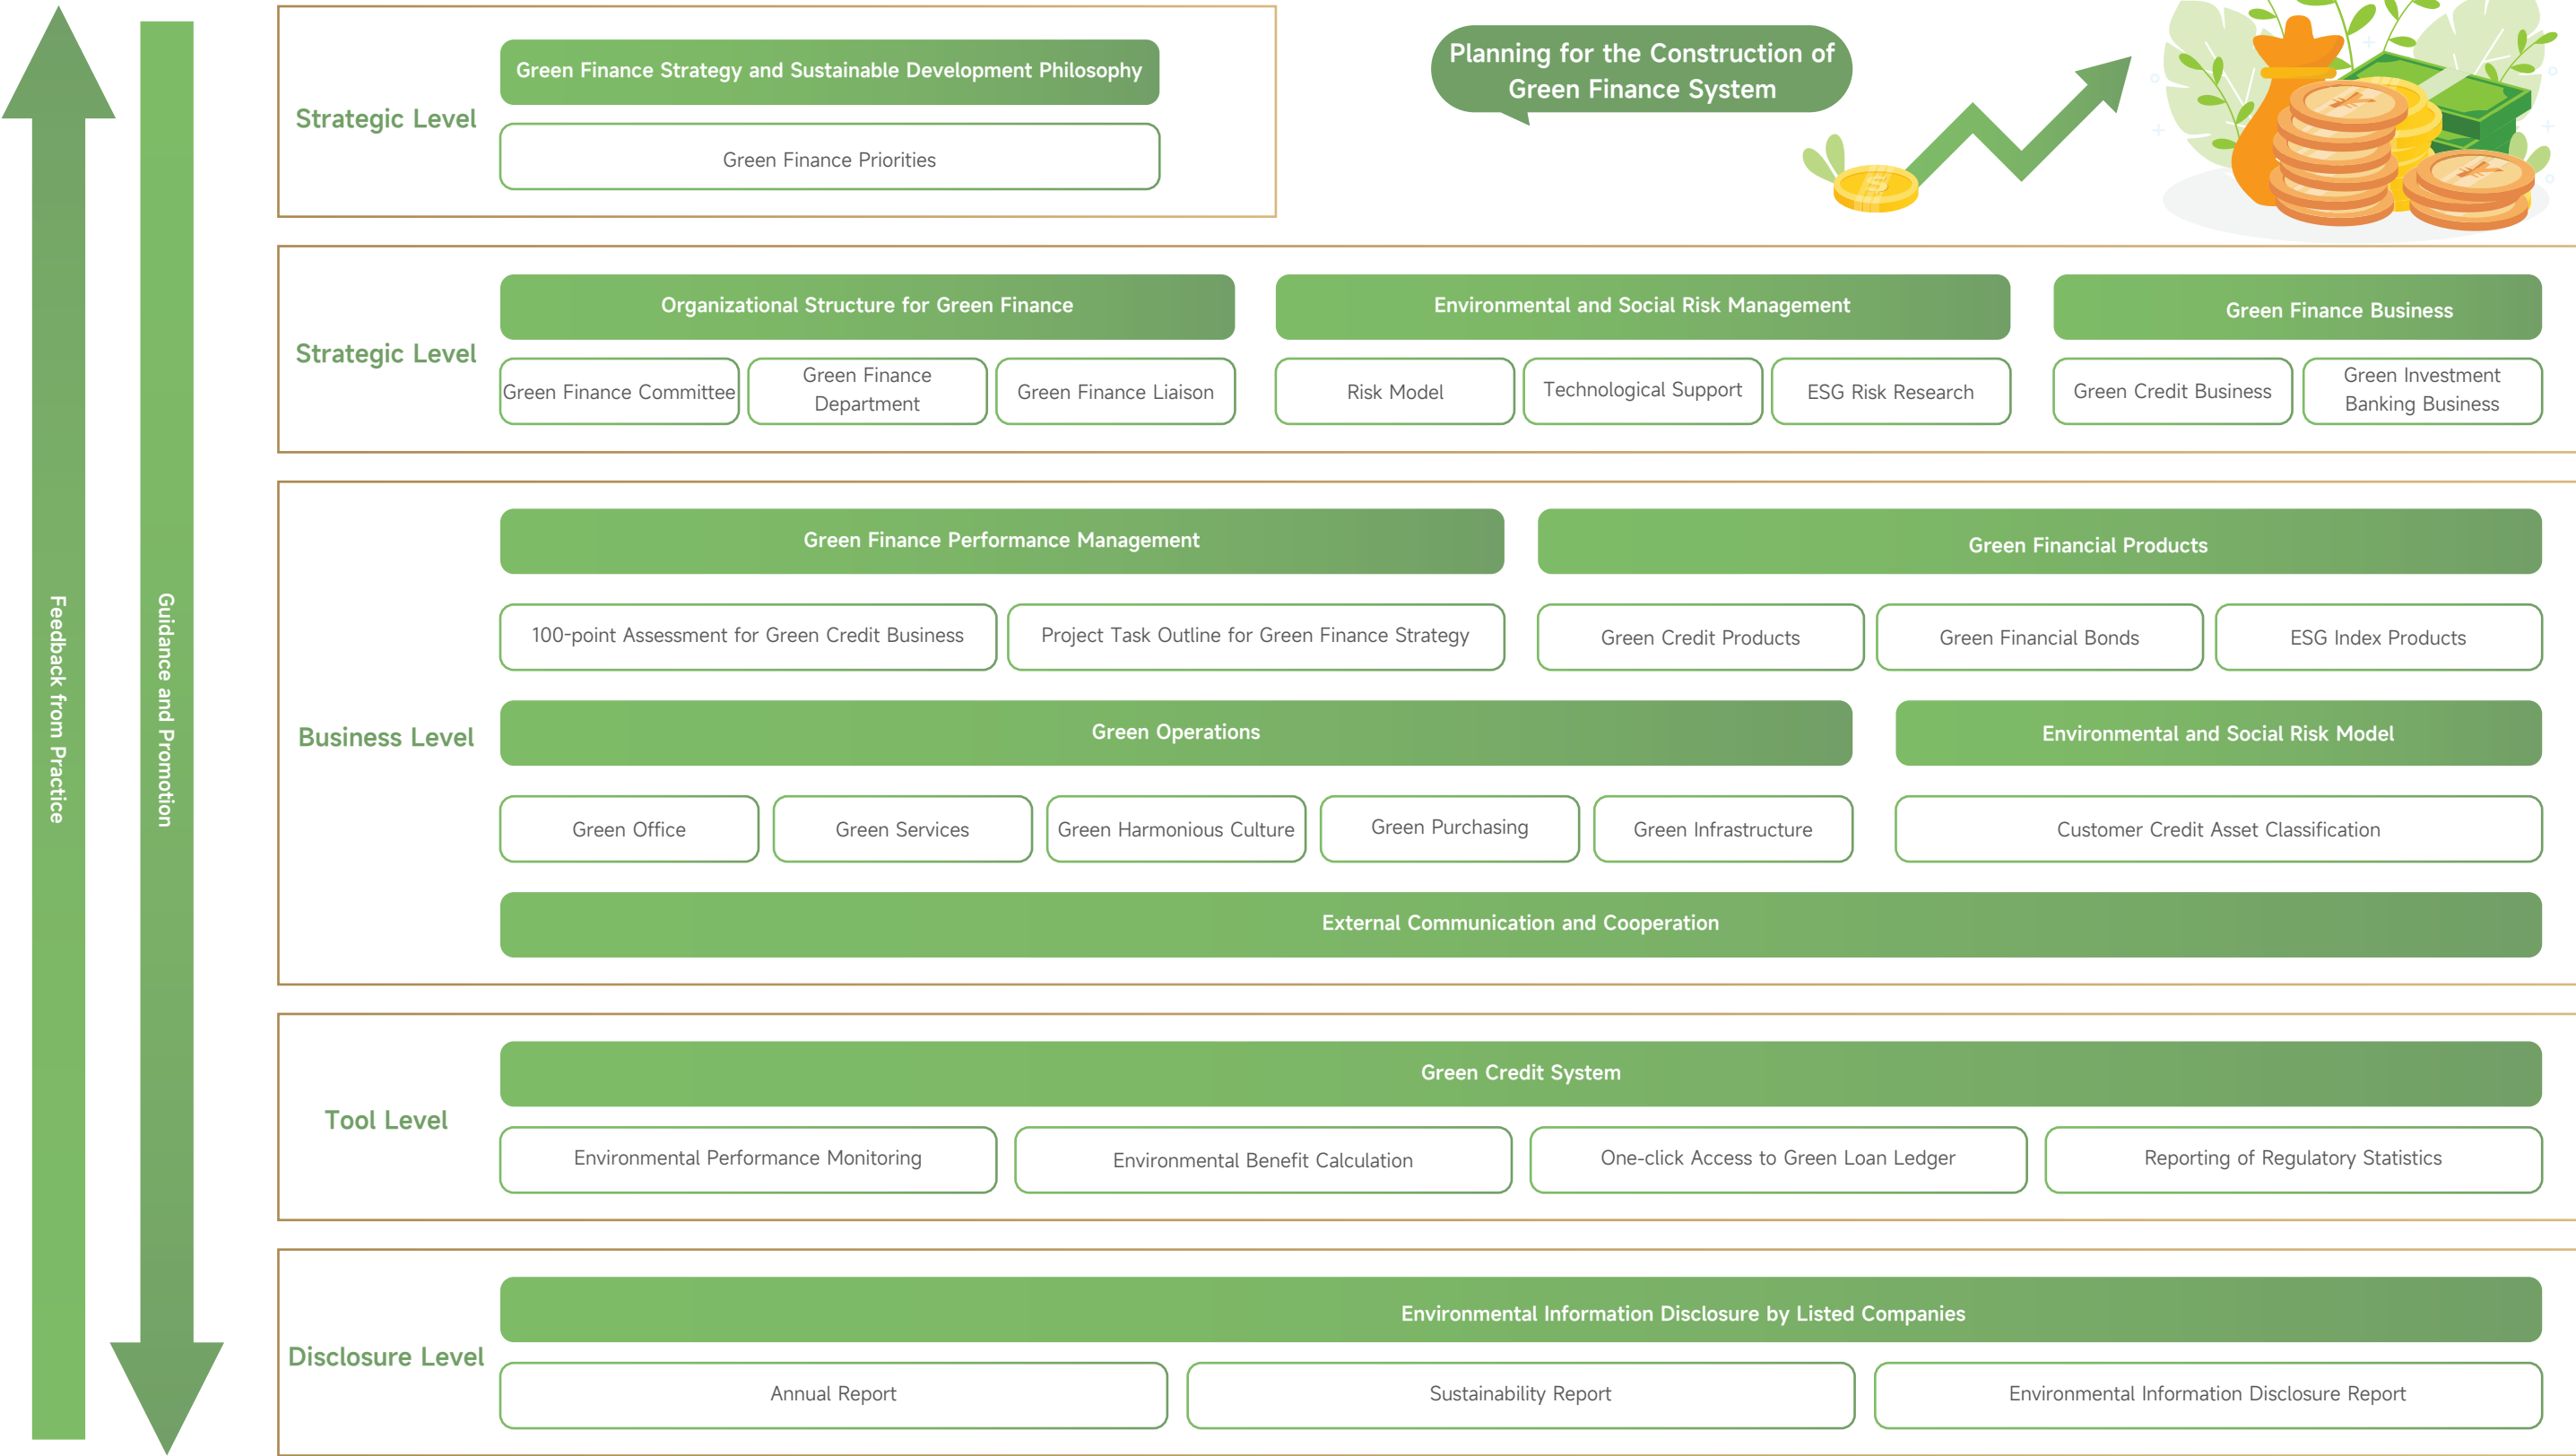 Planning for the Construction of
Green Finance System
Feedback from Practice
Guidance and Promotion
Strategic Level
Green Finance Strategy and Sustainable Development Philosophy
Green Finance Priorities
Strategic Level
Organizational Structure for Green Finance
Green Finance Committee
Green Finance
Department
Green Finance Liaison
Environmental and Social Risk Management
Risk Model
Technological Support
ESG Risk Research
Green Finance Business
Green Credit Business
Green Investment
Banking Business
Business Level
Green Finance Performance Management
100-point Assessment for Green Credit Business
Project Task Outline for Green Finance Strategy
Green Financial Products
Green Credit Products
Green Financial Bonds
ESG Index Products
Green Operations
Green Office
Green Services
Green Harmonious Culture
Green Purchasing
Green Infrastructure
Environmental and Social Risk Model
Customer Credit Asset Classification
External Communication and Cooperation
Tool Level
Green Credit System
Environmental Performance Monitoring
Environmental Benefit Calculation
One-click Access to Green Loan Ledger
Reporting of Regulatory Statistics
Disclosure Level
Environmental Information Disclosure by Listed Companies
Annual Report
Sustainability Report
Environmental Information Disclosure Report